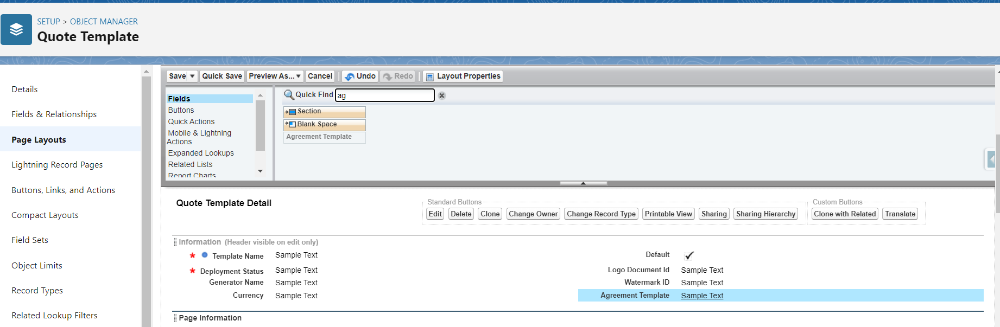 SETUP > OBJECT MANAGER
Quote Template
Details
Fields & Relationships
Page Layouts
Lightning Record Pages
Buttons, Links, and Actions
Compact Layouts
Field Sets
Object Limits
Record Types
Related Lookup Filters
Save Quick Save Preview As... Cancel Undo Redo Layout Properties
Fields
Buttons
Quick Actions
Mobile & Lightning
Actions
Expanded Lookups
Related Lists
Report Charts
Quick Find ag
Section
Blank Space
Agreement Template
Quote Template Detail
Standard Buttons
Edit Delete Clone Change Owner Change Record Type Printable View Sharing Sharing Hierarchy
Custom Buttons
Clone with Related Translate
Information (Header visible on edit only)
* Template Name Sample Text
* Deployment Status Sample Text
Generator Name Sample Text
Currency Sample Text
Default
Logo Document Id Sample Text
Watermark ID Sample Text
Agreement Template Sample Text
Page Information